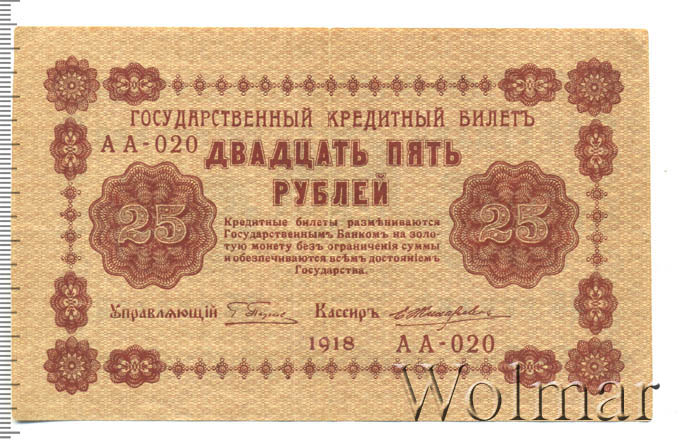 ГОСУДАРСТВЕННЫЙ КРЕДИТНЫЙ БИЛЕТЪ
АА-020
ДВАДЦАТЬ ПЯТЬ
РУБЛЕЙ
25
25
Кредитные билеты размѣниваются
Государственнымъ Банкомъ на золо-
тую монету безъ ограниченія суммы
и обезпечиваются всѣмъ достояніемъ
Государства.
Управляющій
Кассиръ
1918 АА-020
Wolmar